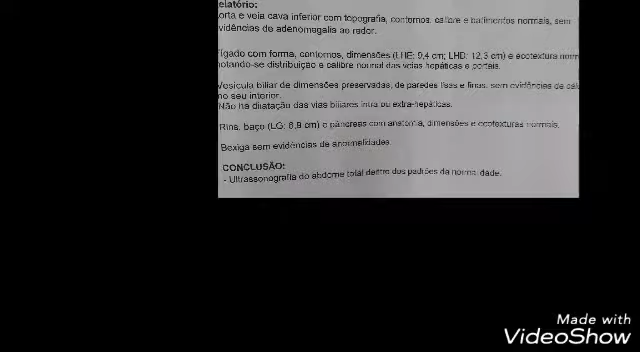 elatório:
orta e veia cava inferior com topografia, contornos, calibre e batimentos normais, sem
vidências de adenomegalia ao redor.
Fígado com forma, contornos, dimensões (LHE: 9,4 cm; LHD: 12,3 cm) e ecotextura norm
notando-se distribuição e calibre normal das veias hepáticas e portais.
Vesícula biliar de dimensões preservadas, de paredes lisas e finas, sem evidências de cál
no seu interior.
Não há dilatação das vias biliares intra ou extra-hepáticas.
Rins, baço (LG: 6,9 cm) e pâncreas com anatomia, dimensões e ecotexturas normais.
Bexiga sem evidências de anormalidades.
CONCLUSÃO:
- Ultrassonografia do abdome total dentro dos padrões da normalidade.
Made with
VideoShow